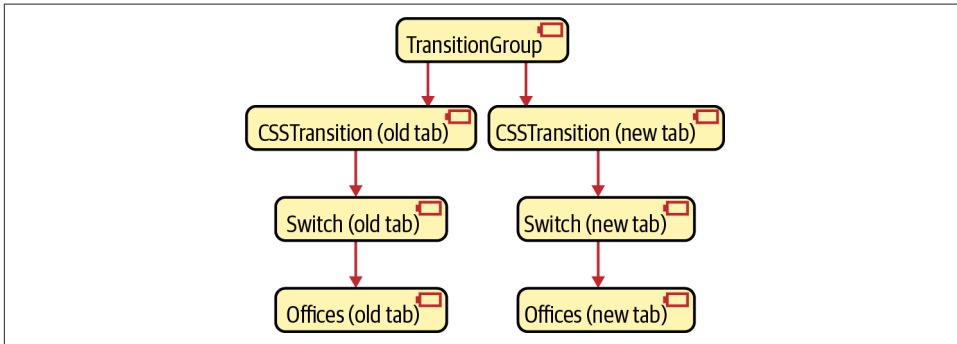 TransitionGroup
CSSTransition (old tab)
CSSTransition (new tab)
Switch (old tab)
Switch (new tab)
Offices (old tab)
Offices (new tab)